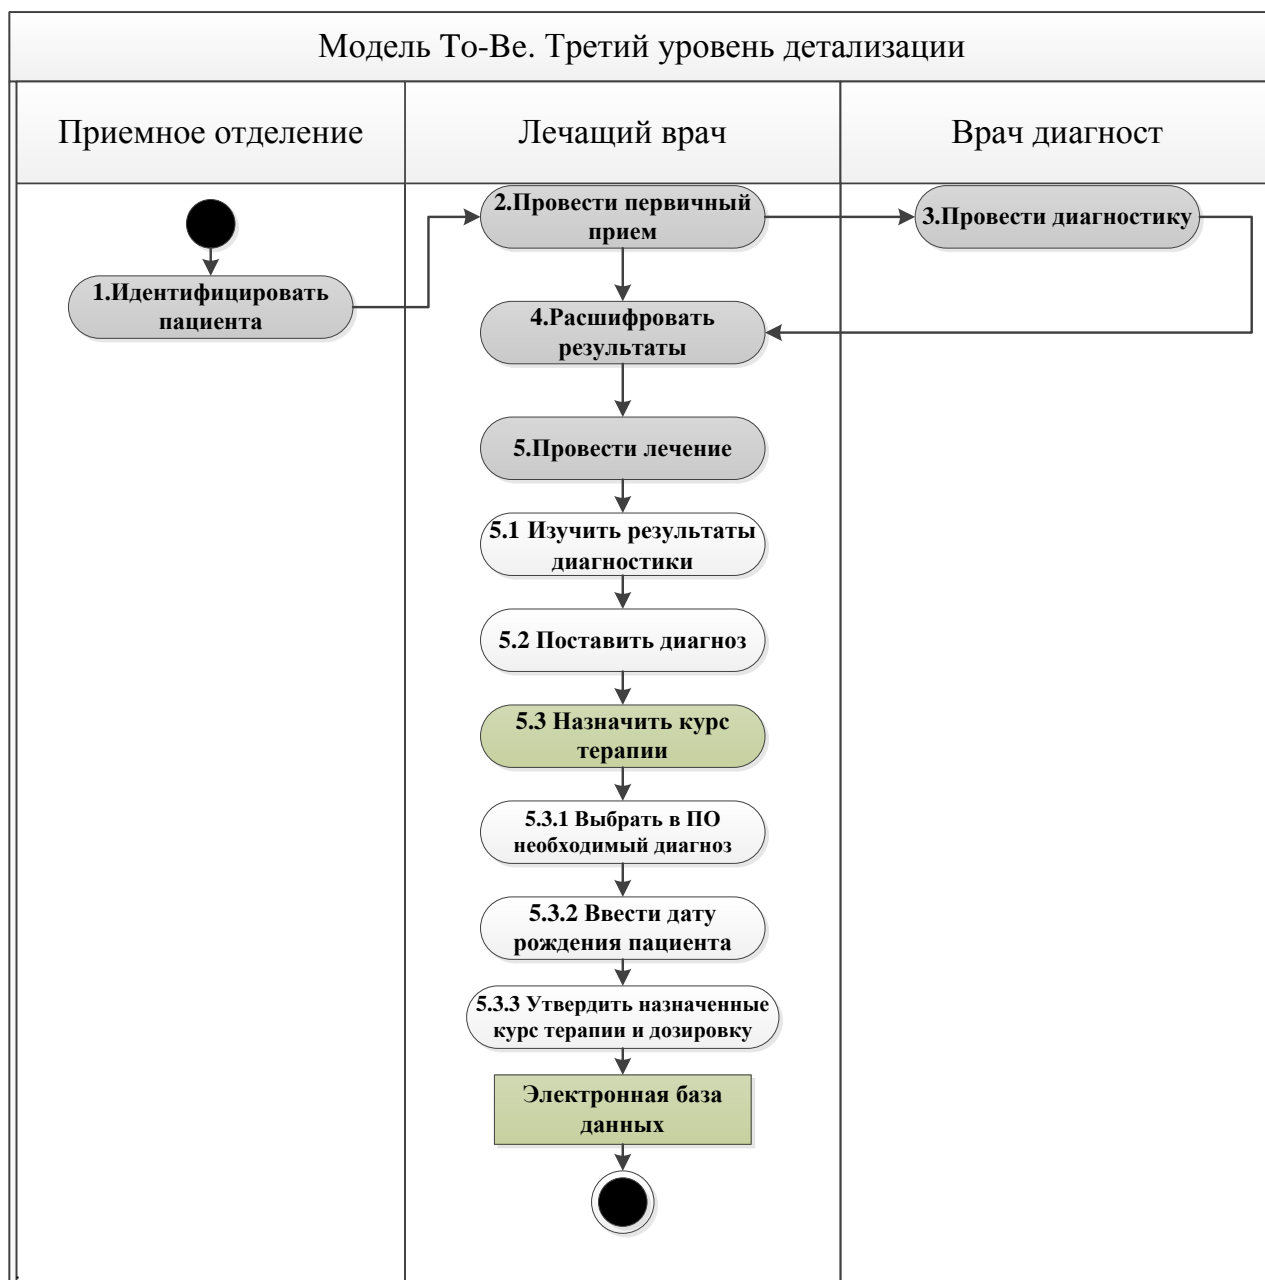 Модель To-Be. Третий уровень детализации
Приемное отделение
Лечащий врач
Врач диагност
1.Идентифицировать
пациента
2.Провести первичный
прием
3.Провести диагностику
4.Расшифровать
результаты
5.Провести лечение
5.1 Изучить результаты
диагностики
5.2 Поставить диагноз
5.3 Назначить курс
терапии
5.3.1 Выбрать в ПО
необходимый диагноз
5.3.2 Ввести дату
рождения пациента
5.3.3 Утвердить назначенные
курс терапии и дозировку
Электронная база
данных